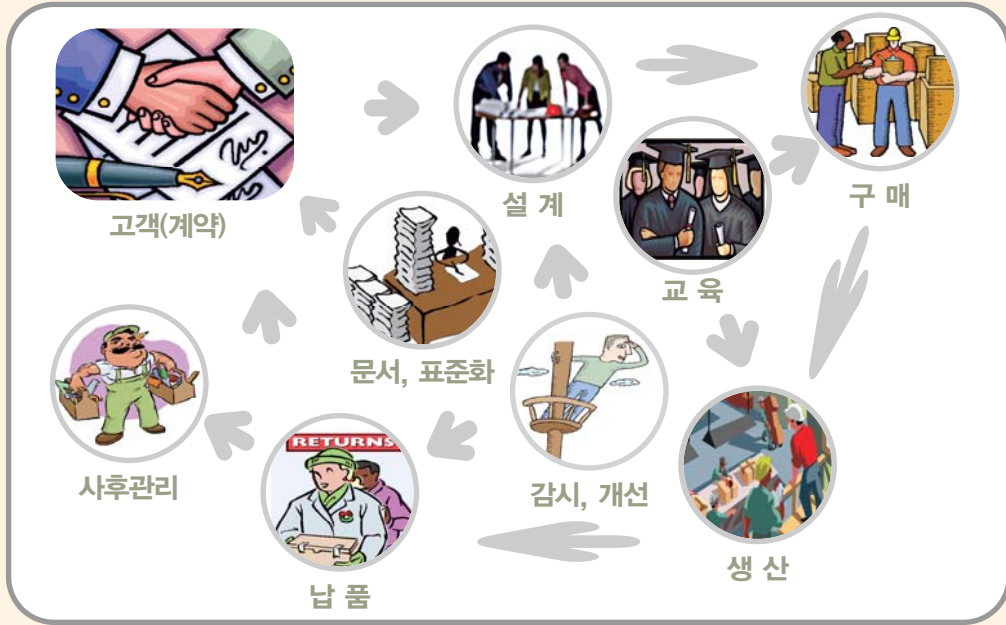 고객(계약)
설 계
구 매
교 육
문서, 표준화
RETURNS
사후관리
감시, 개선
생 산
납 품